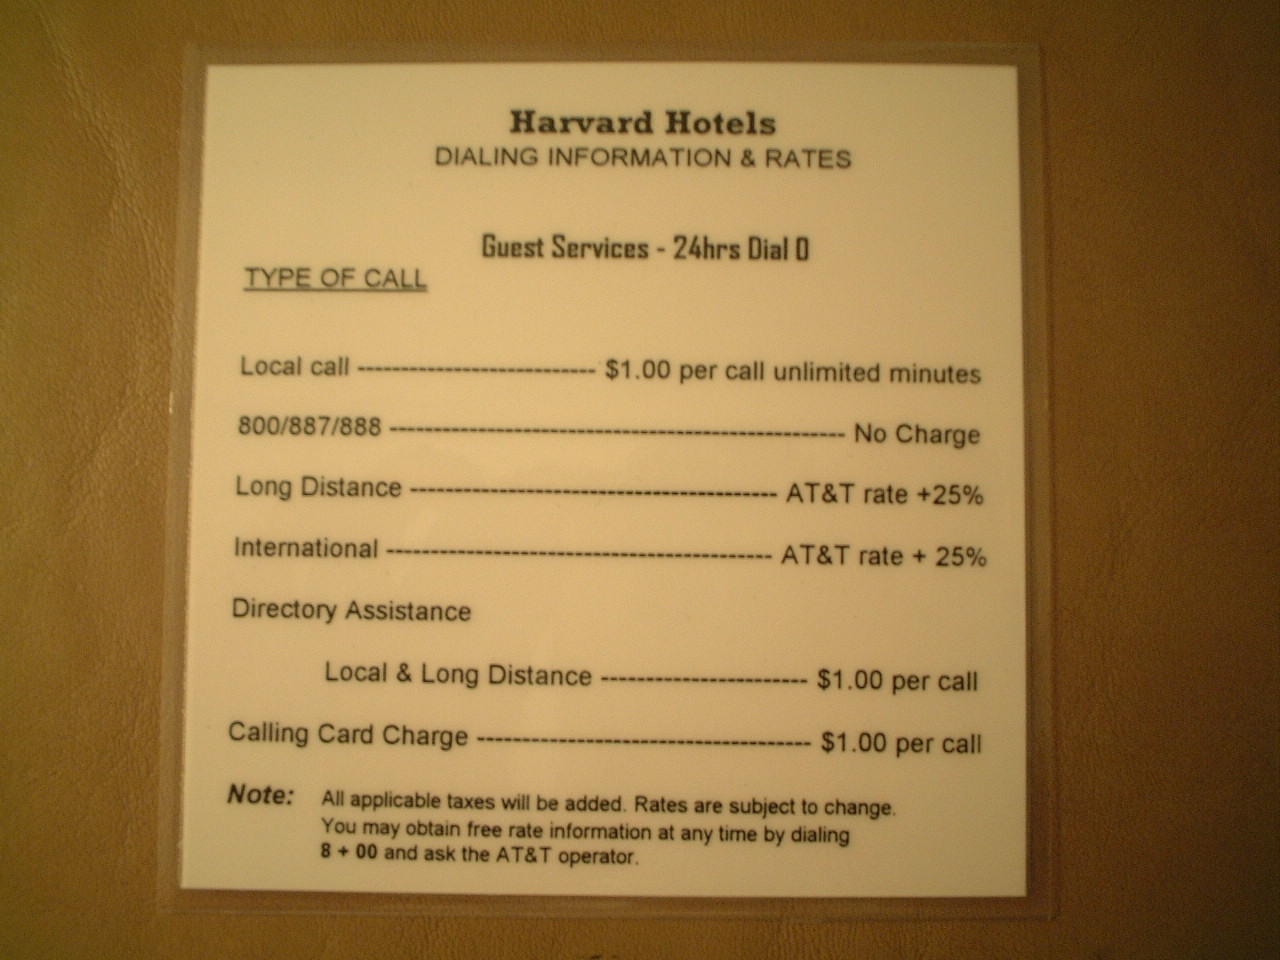 Harvard Hotels
DIALING INFORMATION & RATES
Guest Services - 24hrs Dial 0
TYPE OF CALL
Local call -------------------------- $1.00 per call unlimited minutes
800/887/888 -------------------------------------------------- No Charge
Long Distance ---------------------------------------- AT&T rate +25%
International ------------------------------------------ AT&T rate + 25%
Directory Assistance
Local & Long Distance ---------------------- $1.00 per call
Calling Card Charge ------------------------------------ $1.00 per call
Note: All applicable taxes will be added. Rates are subject to change.
You may obtain free rate information at any time by dialing
8 + 00 and ask the AT&T operator.